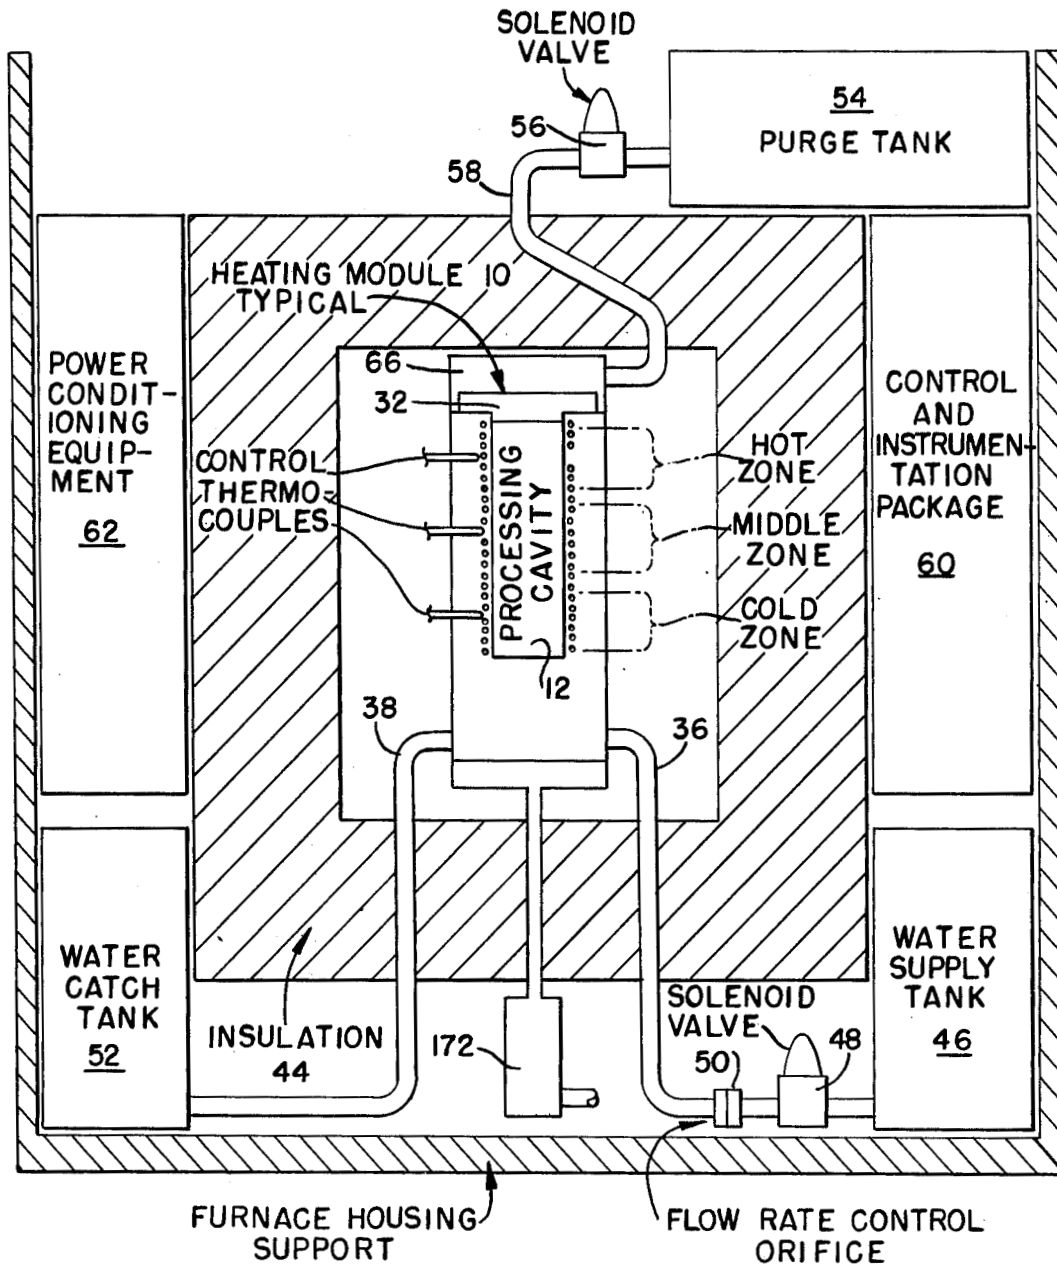 SOLENOID
VALVE
54
PURGE TANK
56
58
HEATING MODULE 10
TYPICAL
66
32
POWER
CONDIT-
IONING
EQUIP-
MENT
62
CONTROL
THERMO-
COUPLES
PROCESSING
CAVITY
12
HOT
ZONE
MIDDLE
ZONE
COLD
ZONE
CONTROL
AND
INSTRUMEN-
TATION
PACKAGE
60
38
36
WATER
CATCH
TANK
52
INSULATION
44
172
SOLENOID
VALVE
50
48
WATER
SUPPLY
TANK
46
FURNACE HOUSING
SUPPORT
FLOW RATE CONTROL
ORIFICE